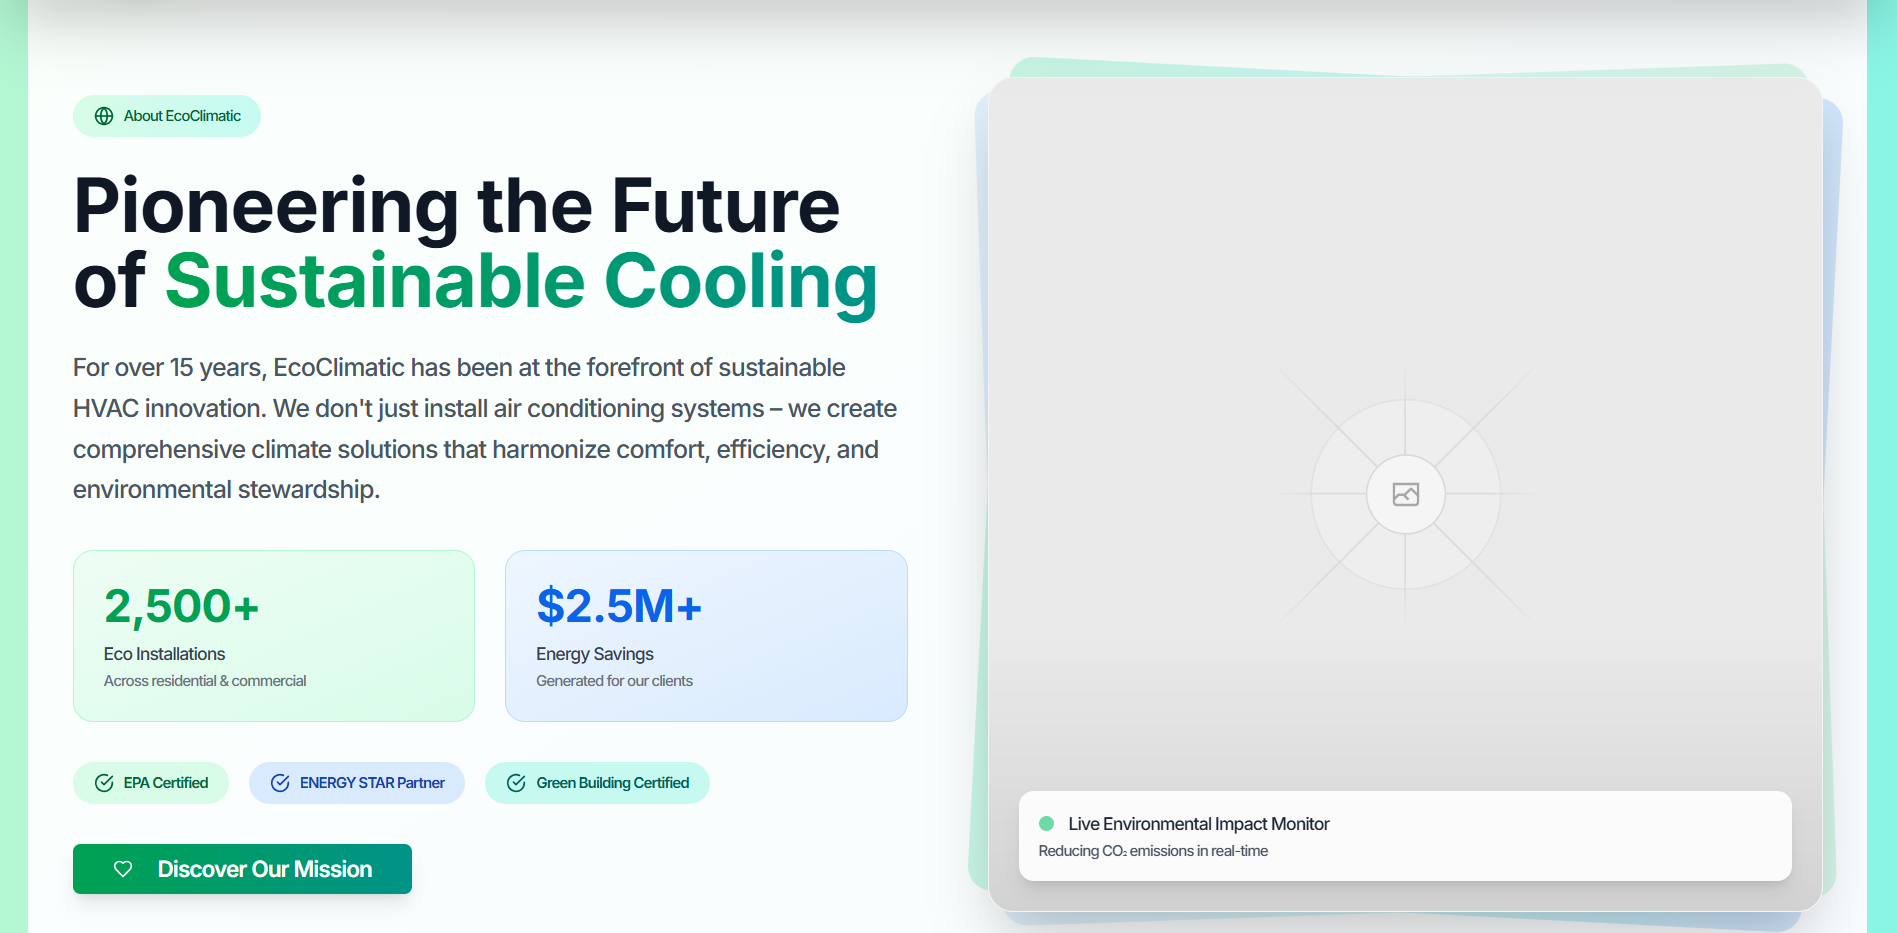 About EcoClimatic
Pioneering the Future
of Sustainable Cooling
For over 15 years, EcoClimatic has been at the forefront of sustainable
HVAC innovation. We don't just install air conditioning systems – we create
comprehensive climate solutions that harmonize comfort, efficiency, and
environmental stewardship.
2,500+
Eco Installations
Across residential & commercial
$2.5M+
Energy Savings
Generated for our clients
EPA Certified
ENERGY STAR Partner
Green Building Certified
Discover Our Mission
Live Environmental Impact Monitor
Reducing CO₂ emissions in real-time